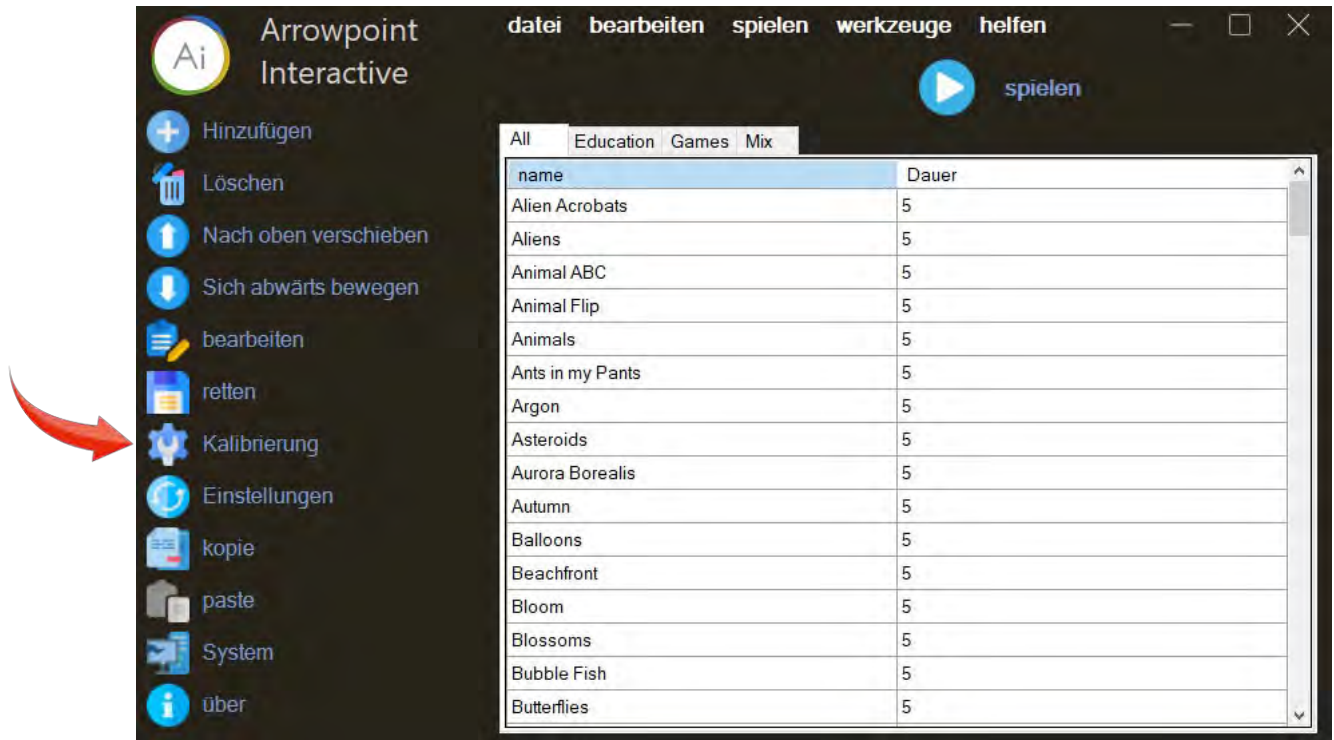 Ai
Arrowpoint
Interactive
datei bearbeiten spielen werkzeuge helfen
spielen
Hinzufügen
Löschen
Nach oben verschieben
Sich abwärts bewegen
bearbeiten
retten
Kalibrierung
Einstellungen
kopie
paste
System
über
All Education Games Mix
name Dauer
Alien Acrobats 5
Aliens 5
Animal ABC 5
Animal Flip 5
Animals 5
Ants in my Pants 5
Argon 5
Asteroids 5
Aurora Borealis 5
Autumn 5
Balloons 5
Beachfront 5
Bloom 5
Blossoms 5
Bubble Fish 5
Butterflies 5